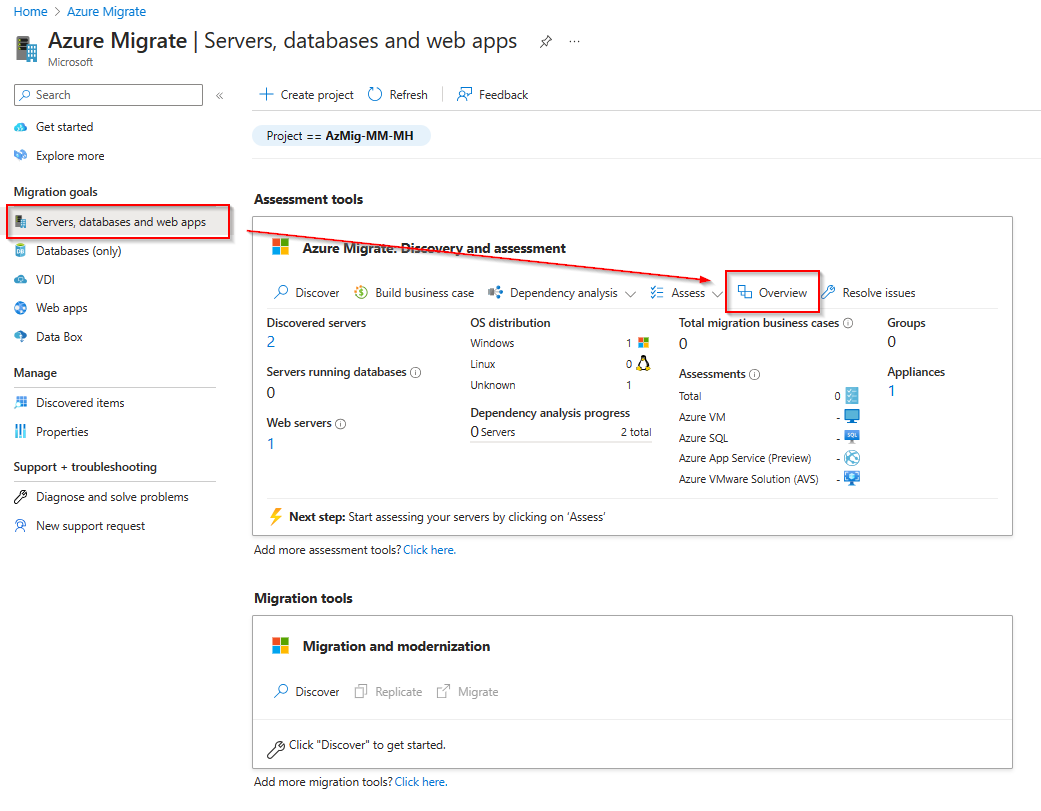 Home > Azure Migrate
Azure Migrate | Servers, databases and web apps ...
Microsoft
Search «
Get started
Explore more
Migration goals
Servers, databases and web apps
Databases (only)
VDI
Web apps
Data Box
Manage
Discovered items
Properties
Support + troubleshooting
Diagnose and solve problems
New support request
Create project Refresh Feedback
Project == AzMig-MM-MH
Assessment tools
Azure Migrate: Discovery and assessment
Discover Build business case Dependency analysis Assess Overview Resolve issues
Discovered servers
2
Servers running databases
0
Web servers
1
OS distribution
Windows 1
Linux 0
Unknown 1
Dependency analysis progress
0 Servers 2 total
Total migration business cases
0
Assessments
Total 0
Azure VM -
Azure SQL -
SQL
Azure App Service (Preview) -
Azure VMware Solution (AVS) -
Groups
0
Appliances
1
Next step: Start assessing your servers by clicking on 'Assess'
Add more assessment tools? Click here.
Migration tools
Migration and modernization
Discover Replicate Migrate
Click "Discover" to get started.
Add more migration tools? Click here.